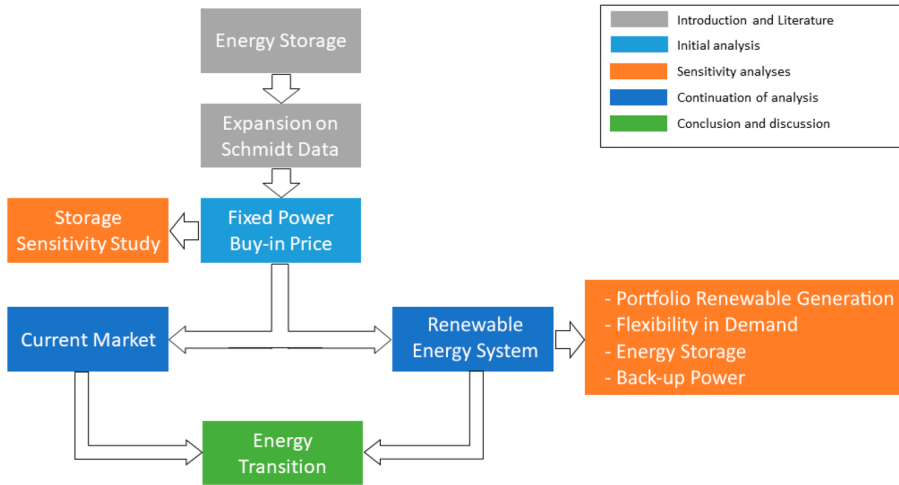 Energy Storage
Expansion on
Schmidt Data
Fixed Power
Buy-in Price
Storage
Sensitivity Study
Current Market
Renewable
Energy System
- Portfolio Renewable Generation
- Flexibility in Demand
- Energy Storage
- Back-up Power
Energy
Transition
Introduction and Literature
Initial analysis
Sensitivity analyses
Continuation of analysis
Conclusion and discussion